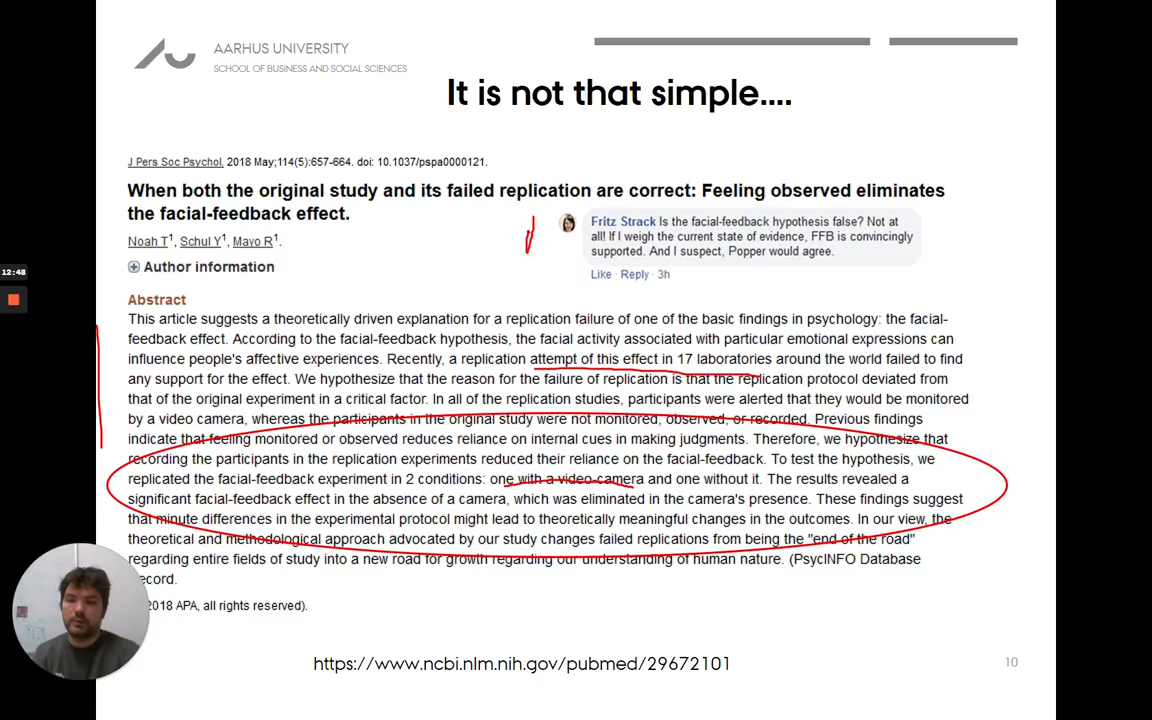 AARHUS UNIVERSITY
SCHOOL OF BUSINESS AND SOCIAL SCIENCES
It is not that simple....
J Pers Soc Psychol. 2018 May;114(5):657-664. doi: 10.1037/pspa0000121.
When both the original study and its failed replication are correct: Feeling observed eliminates
the facial-feedback effect.
Noah T1, Schul Y1, Mayo R1.
Author information
Fritz Strack Is the facial-feedback hypothesis false? Not at
all! If I weigh the current state of evidence, FFB is convincingly
supported. And I suspect, Popper would agree.
Like · Reply · 3h
12:48
Abstract
This article suggests a theoretically driven explanation for a replication failure of one of the basic findings in psychology: the facial-
feedback effect. According to the facial-feedback hypothesis, the facial activity associated with particular emotional expressions can
influence people's affective experiences. Recently, a replication attempt of this effect in 17 laboratories around the world failed to find
any support for the effect. We hypothesize that the reason for the failure of replication is that the replication protocol deviated from
that of the original experiment in a critical factor. In all of the replication studies, participants were alerted that they would be monitored
by a video camera, whereas the participants in the original study were not monitored, observed, or recorded. Previous findings
indicate that feeling monitored or observed reduces reliance on internal cues in making judgments. Therefore, we hypothesize that
recording the participants in the replication experiments reduced their reliance on the facial-feedback. To test the hypothesis, we
replicated the facial-feedback experiment in 2 conditions: one with a video-camera and one without it. The results revealed a
significant facial-feedback effect in the absence of a camera, which was eliminated in the camera's presence. These findings suggest
that minute differences in the experimental protocol might lead to theoretically meaningful changes in the outcomes. In our view, the
theoretical and methodological approach advocated by our study changes failed replications from being the "end of the road"
regarding entire fields of study into a new road for growth regarding our understanding of human nature. (PsycINFO Database
ecord.
2018 APA, all rights reserved).
https://www.ncbi.nlm.nih.gov/pubmed/29672101
10